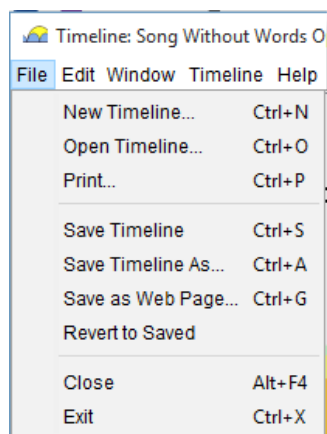 Timeline: Song Without Words O
File Edit Window Timeline Help
New Timeline... Ctrl+N
Open Timeline... Ctrl+O
Print... Ctrl+P
Save Timeline Ctrl+S
Save Timeline As... Ctrl+A
Save as Web Page... Ctrl+G
Revert to Saved
Close Alt+F4
Exit Ctrl+X